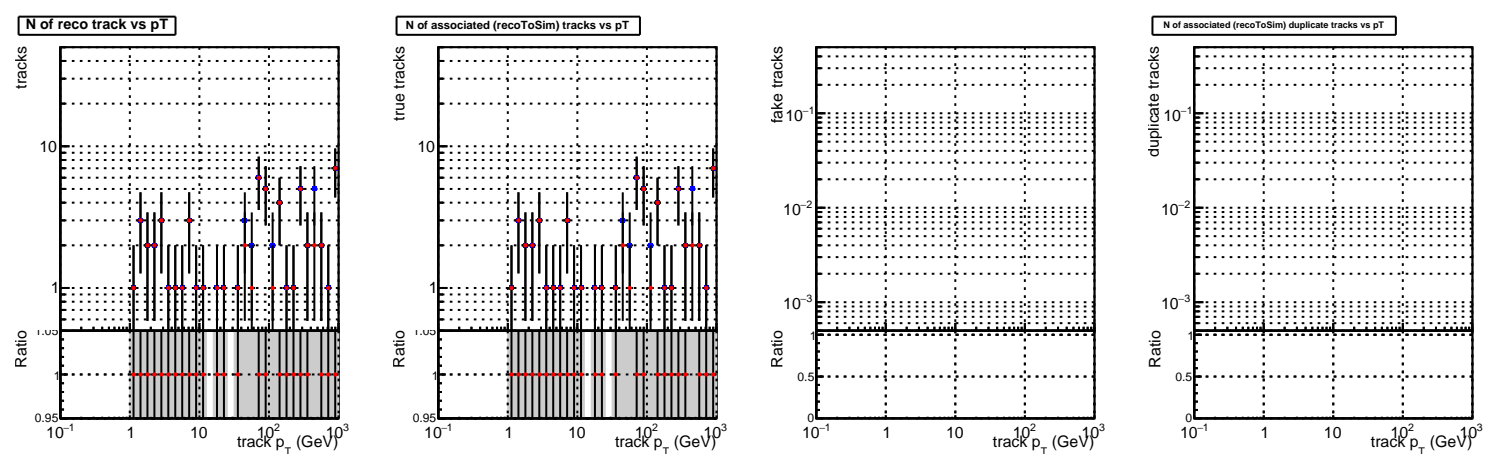 N of reco track vs pT
tracks
10
1
Ratio
1.05
1
0.95
10−1 1 10 102 103
track pT (GeV)
N of associated (recoToSim) tracks vs pT
true tracks
10
1
Ratio
1.05
1
0.95
10−1 1 10 102 103
track pT (GeV)
fake tracks
10−1
10−2
10−3
Ratio
1
0.5
0
10−1 1 10 102 103
track pT (GeV)
N of associated (recoToSim) duplicate tracks vs pT
duplicate tracks
10−1
10−2
10−3
Ratio
1
0.5
0
10−1 1 10 102 103
track pT (GeV)